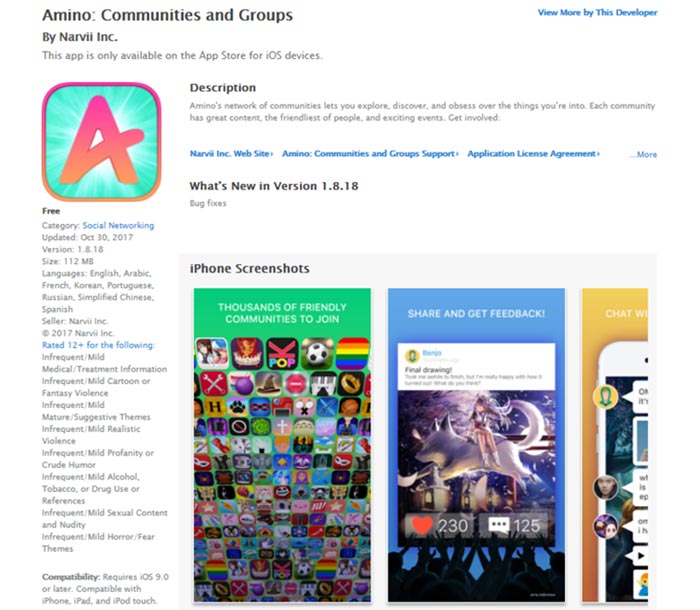 Amino: Communities and Groups
View More by This Developer
By Narvii Inc.
This app is only available on the App Store for iOS devices.
Description
Amino's network of communities lets you explore, discover, and obsess over the things you're into. Each community
has great content, the friendliest of people, and exciting events. Get involved:
Narvii Inc. Web Site› Amino: Communities and Groups Support› Application License Agreement› ...More
What's New in Version 1.8.18
Bug fixes
Free
Category: Social Networking
Updated: Oct 30, 2017
Version: 1.8.18
Size: 112 MB
Languages: English, Arabic,
French, Korean, Portuguese,
Russian, Simplified Chinese,
Spanish
Seller: Narvii Inc.
© 2017 Narvii Inc.
Rated 12+ for the following:
Infrequent/Mild
Medical/Treatment Information
Infrequent/Mild Cartoon or
Fantasy Violence
Infrequent/Mild
Mature/Suggestive Themes
Infrequent/Mild Realistic
Violence
Infrequent/Mild Profanity or
Crude Humor
Infrequent/Mild Alcohol,
Tobacco, or Drug Use or
References
Infrequent/Mild Sexual Content
and Nudity
Infrequent/Mild Horror/Fear
Themes
Compatibility: Requires iOS 9.0
or later. Compatible with
iPhone, iPad, and iPod touch.
iPhone Screenshots
THOUSANDS OF FRIENDLY
COMMUNITIES TO JOIN
KPOP
SHARE AND GET FEEDBACK!
Benjo
Final drawing!
Took me awhile to finish, but I'm really happy with how it
turned out! What do you think?
230 125
CHAT WI